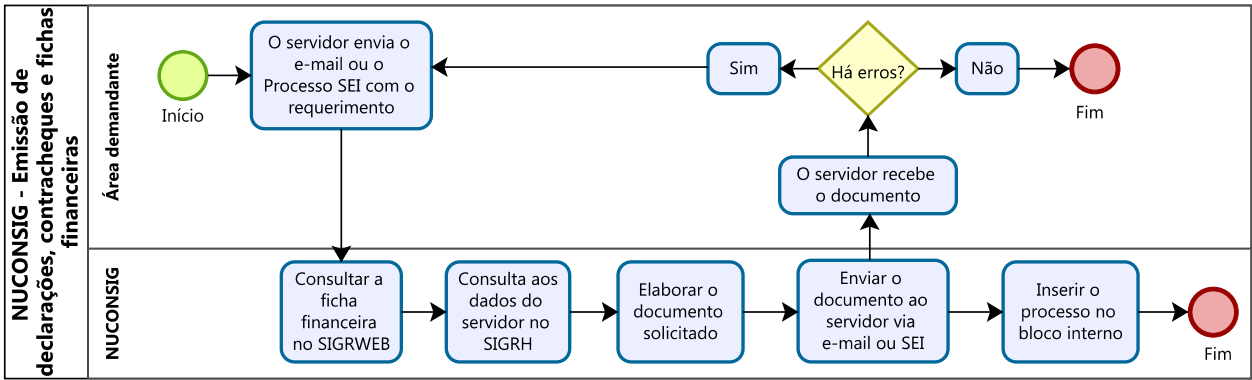 NUCONSIG - Emissão de
declarações, contracheques e fichas
financeiras
Área demandante
Início
O servidor envia o
e-mail ou o
Processo SEI com o
requerimento
Sim
Há erros?
Não
Fim
O servidor recebe
o documento
NUCONSIG
Consultar a
ficha
financeira
no SIGRWEB
Consulta aos
dados do
servidor no
SIGRH
Elaborar o
documento
solicitado
Enviar o
documento ao
servidor via
e-mail ou SEI
Inserir o
processo no
bloco interno
Fim